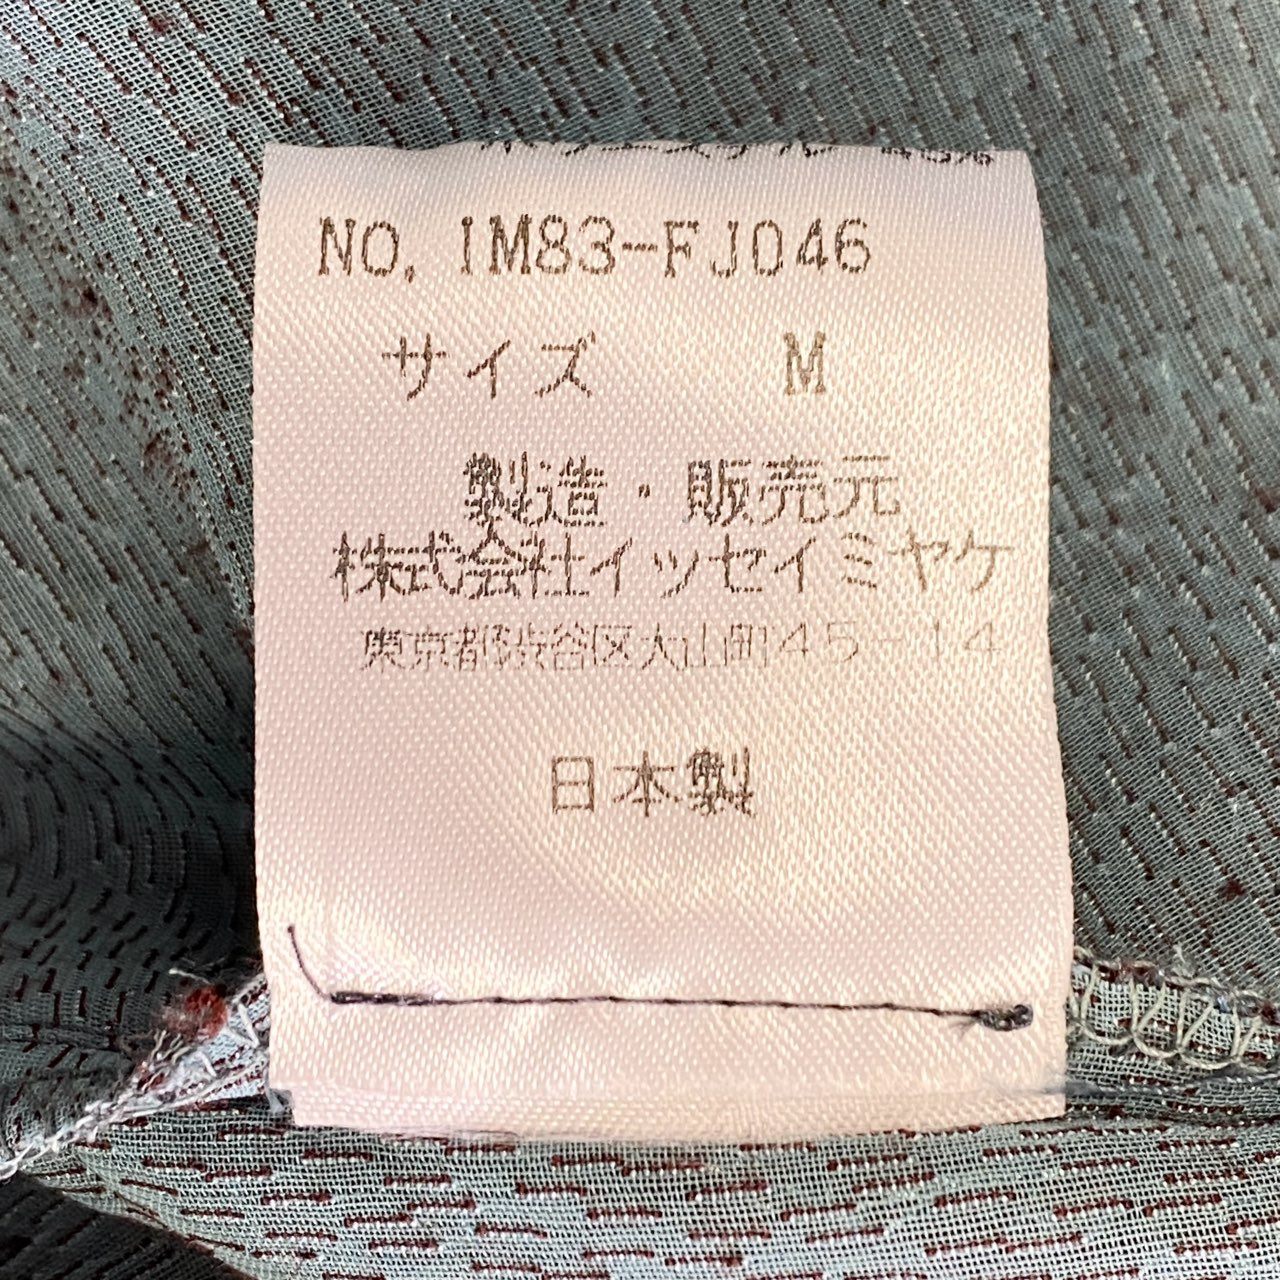 NO. IM83-FJ046
サイズ M
製造・販売元
株式会社イッセイミヤケ
東京都渋谷区大山町45-14
日本製